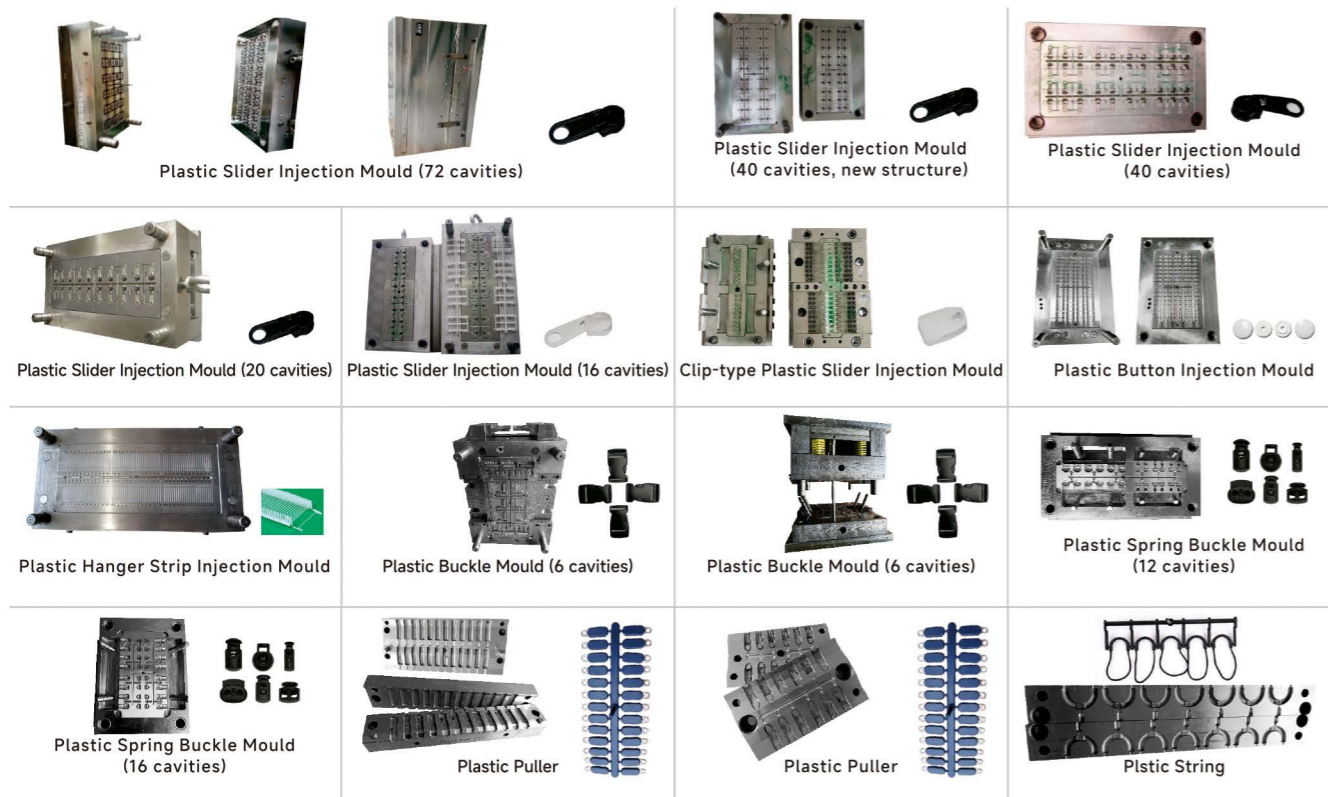 Plastic Slider Injection Mould (72 cavities)
Plastic Slider Injection Mould
(40 cavities, new structure)
Plastic Slider Injection Mould
(40 cavities)
Plastic Slider Injection Mould (20 cavities)
Plastic Slider Injection Mould (16 cavities)
Clip-type Plastic Slider Injection Mould
Plastic Button Injection Mould
Plastic Hanger Strip Injection Mould
Plastic Buckle Mould (6 cavities)
Plastic Buckle Mould (6 cavities)
Plastic Spring Buckle Mould
(12 cavities)
Plastic Spring Buckle Mould
(16 cavities)
Plastic Puller
Plastic Puller
Plstic String